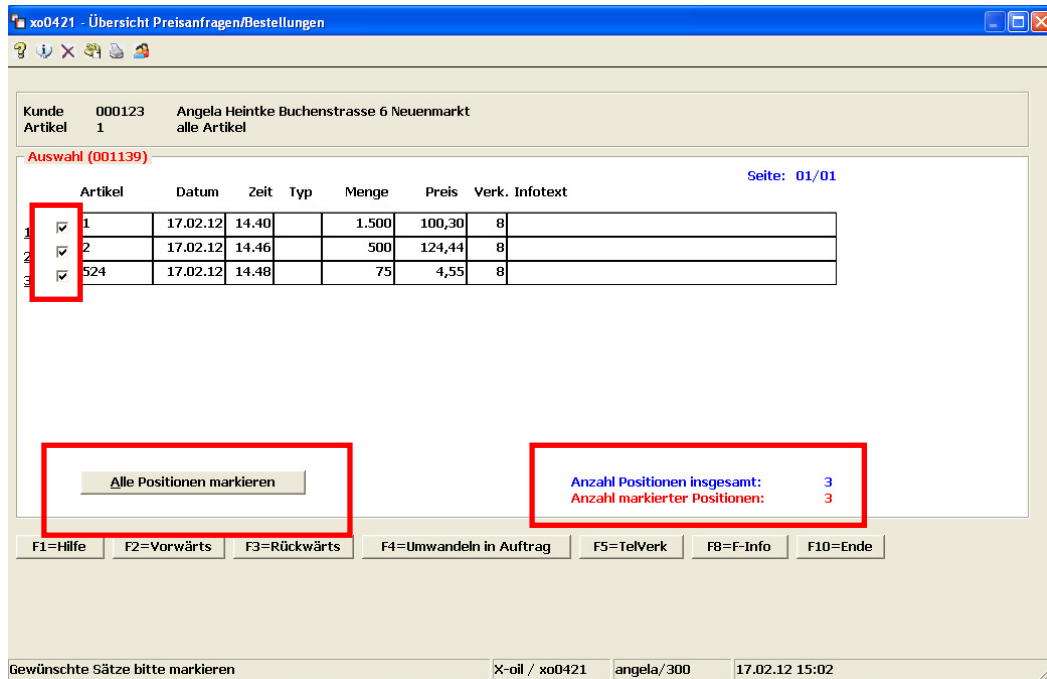 xo0421 - Übersicht Preisanfragen/Bestellungen
Kunde 000123 Angela Heintke Buchenstrasse 6 Neuenmarkt
Artikel 1 alle Artikel
Auswahl (001139)
Seite: 01/01
Artikel Datum Zeit Typ Menge Preis Verk. Infotext
1 1 17.02.12 14.40 1.500 100,30 8
2 2 17.02.12 14.46 500 124,44 8
3 524 17.02.12 14.48 75 4,55 8
Alle Positionen markieren
Anzahl Positionen insgesamt: 3
Anzahl markierter Positionen: 3
F1=Hilfe F2=Vorwärts F3=Rückwärts F4=Umwandeln in Auftrag F5=TelVerk F8=F-Info F10=Ende
Gewünschte Sätze bitte markieren X-oil / xo0421 angela/300 17.02.12 15:02